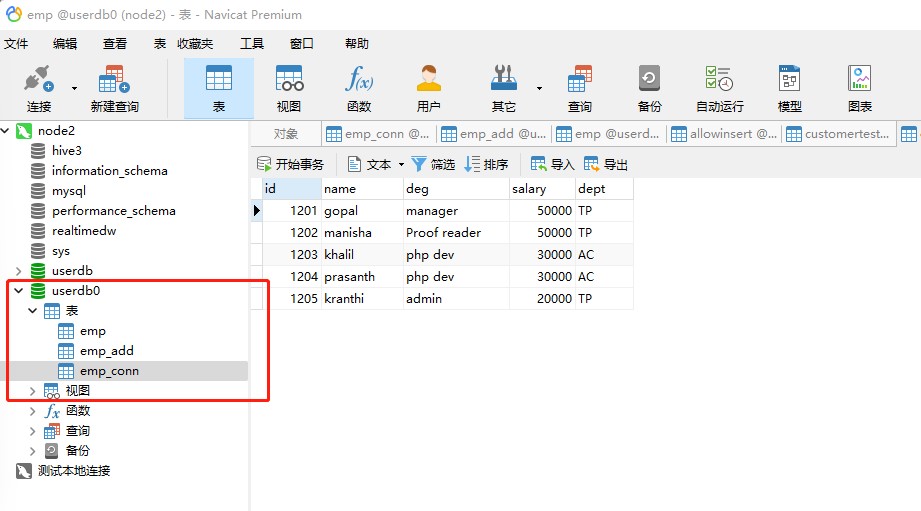 emp @userdb0 (node2) - 表 - Navicat Premium
文件 编辑 查看 表 收藏夹 工具 窗口 帮助
连接 新建查询 表 视图 函数 用户 其它 查询 备份 自动运行 模型 图表
对象 emp_conn @... emp_add @u... emp @userd... allowinsert @... customertest...
开始事务 文本 筛选 排序 导入 导出
id name deg salary dept
1201 gopal manager 50000 TP
1202 manisha Proof reader 50000 TP
1203 khalil php dev 30000 AC
1204 prasanth php dev 30000 AC
1205 kranthi admin 20000 TP
node2
hive3
information_schema
mysql
performance_schema
realtimedw
sys
userdb
userdb0
表
emp
emp_add
emp_conn
视图
函数
查询
备份
测试本地连接